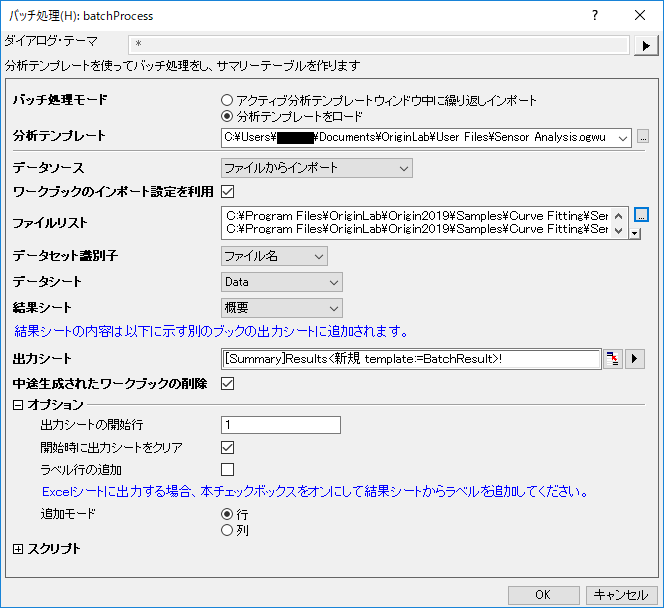 バッチ処理(H): batchProcess
ダイアログ・テーマ *
分析テンプレートを使ってバッチ処理をし、サマリーテーブルを作ります
バッチ処理モード
アクティブ分析テンプレートウィンドウ中に繰り返しインポート
分析テンプレートをロード
分析テンプレート C:¥Users¥ ¥Documents¥OriginLab¥User Files¥Sensor Analysis.ogwu ...
データソース ファイルからインポート
ワークブックのインポート設定を利用
ファイルリスト
C:¥Program Files¥OriginLab¥Origin2019¥Samples¥Curve Fitting¥Ser ...
C:¥Program Files¥OriginLab¥Origin2019¥Samples¥Curve Fitting¥Ser
データセット識別子 ファイル名
データシート Data
結果シート 概要
結果シートの内容は以下に示す別のブックの出力シートに追加されます。
出力シート [Summary]Results<新規 template:=BatchResult>!
中途生成されたワークブックの削除
オプション
出力シートの開始行 1
開始時に出力シートをクリア
ラベル行の追加
Excelシートに出力する場合、本チェックボックスをオンにして結果シートからラベルを追加してください。
追加モード 行
列
スクリプト
OK キャンセル